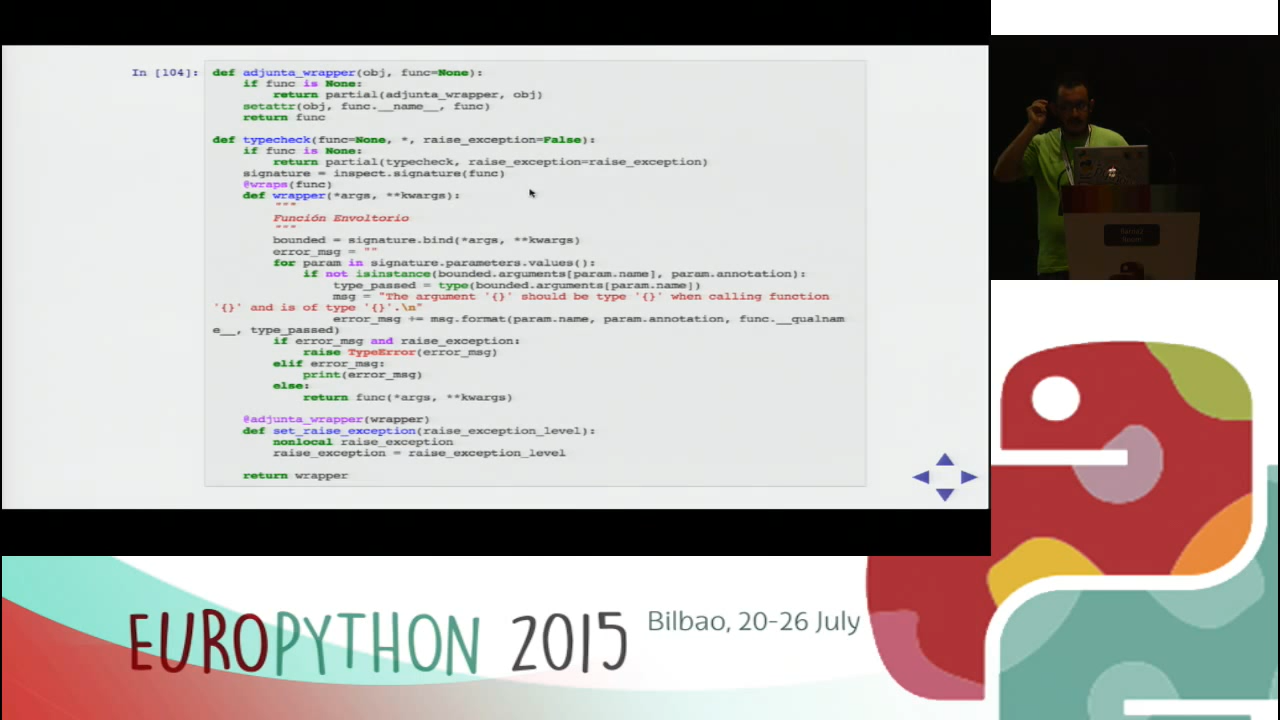 In [104]:
def adjunta_wrapper(obj, func=None):
if func is None:
return partial(adjunta_wrapper, obj)
setattr(obj, func.__name__, func)
return func
def typecheck(func=None, *, raise_exception=False):
if func is None:
return partial(typecheck, raise_exception=raise_exception)
signature = inspect.signature(func)
@wraps(func)
def wrapper(*args, **kwargs):
"""
Función Envoltorio
"""
bounded = signature.bind(*args, **kwargs)
error_msg = ""
for param in signature.parameters.values():
if not isinstance(bounded.arguments[param.name], param.annotation):
type_passed = type(bounded.arguments[param.name])
msg = "The argument '{}' should be type '{}' when calling function
'{}' and is of type '{}'.\n"
error_msg += msg.format(param.name, param.annotation, func.__qualnam
e__, type_passed)
if error_msg and raise_exception:
raise TypeError(error_msg)
elif error_msg:
print(error_msg)
else:
return func(*args, **kwargs)
@adjunta_wrapper(wrapper)
def set_raise_exception(raise_exception_level):
nonlocal raise_exception
raise_exception = raise_exception_level
return wrapper
EUROPYTHON 2015
Bilbao, 20-26 July